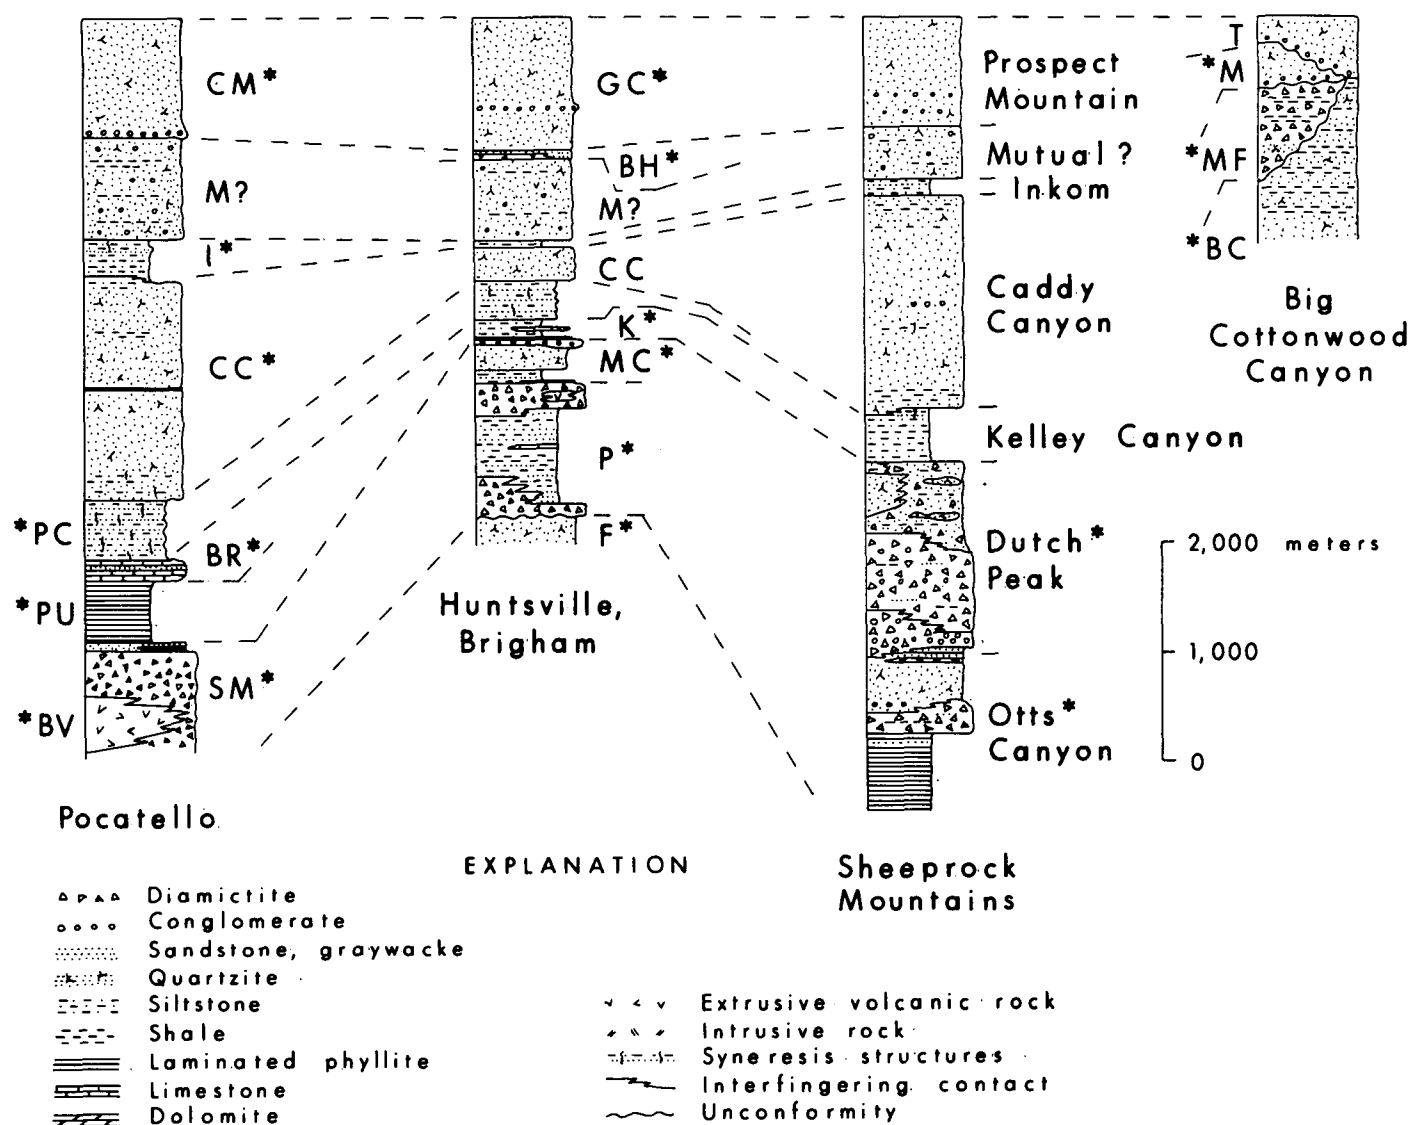 CM*
M?
I*
CC*
*PC
BR*
*PU
SM*
*BV
Pocatello
GC*
BH*
M?
CC
K*
MC*
P*
F*
Huntsville,
Brigham
Prospect
Mountain
Mutual?
Inkom
Caddy
Canyon
Kelley Canyon
Dutch*
Peak
Otts*
Canyon
Sheeprock
Mountains
T
*M
*MF
*BC
Big
Cottonwood
Canyon
2,000 meters
1,000
0
EXPLANATION
Diamictite
Conglomerate
Sandstone, graywacke
Quartzite
Siltstone
Shale
Laminated phyllite
Limestone
Dolomite
Extrusive volcanic rock
Intrusive rock
Syneresis structures
Interfingering contact
Unconformity